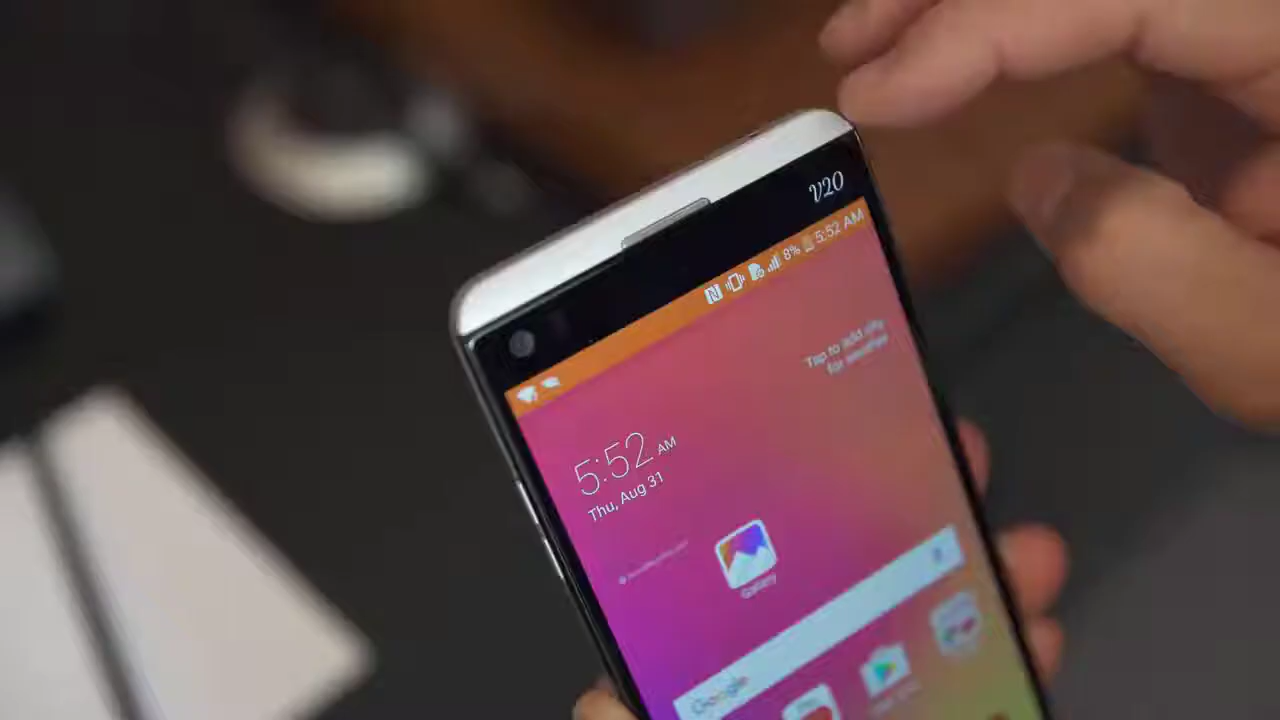 V20
8% 5:52 AM
Tap to add city
for weather
5:52 AM
Thu, Aug 31
Gallery
Google